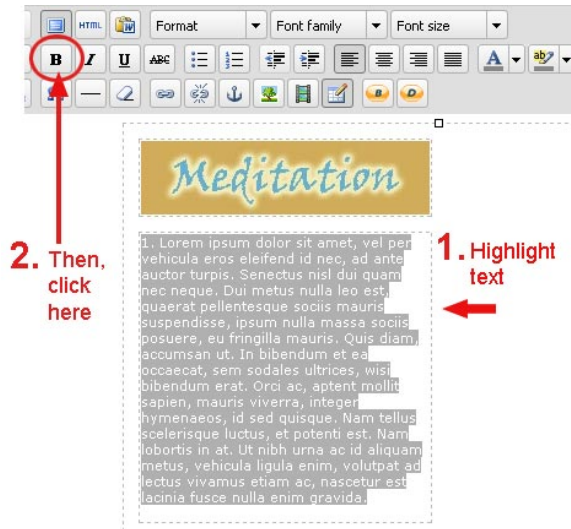 HTML
Format
Font family
Font size
B I U ABC
A ab
B D
Meditation
1. Lorem ipsum dolor sit amet, vel per
vehicula eros eleifend id nec, ad ante
auctor turpis. Senectus nisl dui quam
nec neque. Dui metus nulla leo est,
quaerat pellentesque sociis mauris
suspendisse, ipsum nulla massa sociis
posuere, eu fringilla mauris. Quis diam,
accumsan ut. In bibendum et ea
occaecat, sem sodales ultrices, wisi
bibendum erat. Orci ac, aptent mollit
sapien, mauris viverra, integer
hymenaeos, id sed quisque. Nam tellus
scelerisque luctus, et potenti est. Nam
lobortis in at. Ut nibh urna ac id aliquam
metus, vehicula ligula enim, volutpat ad
lectus vivamus etiam ac, nascetur est
lacinia fusce nulla enim gravida.
1. Highlight
text
2. Then,
click
here